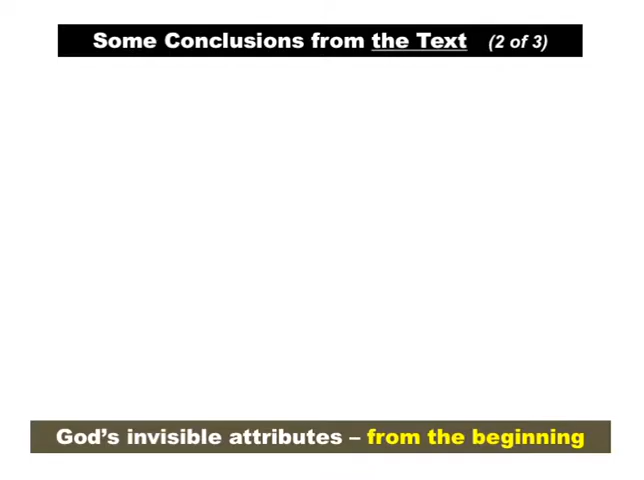 Some Conclusions from the Text (2 of 3)
God's invisible attributes – from the beginning